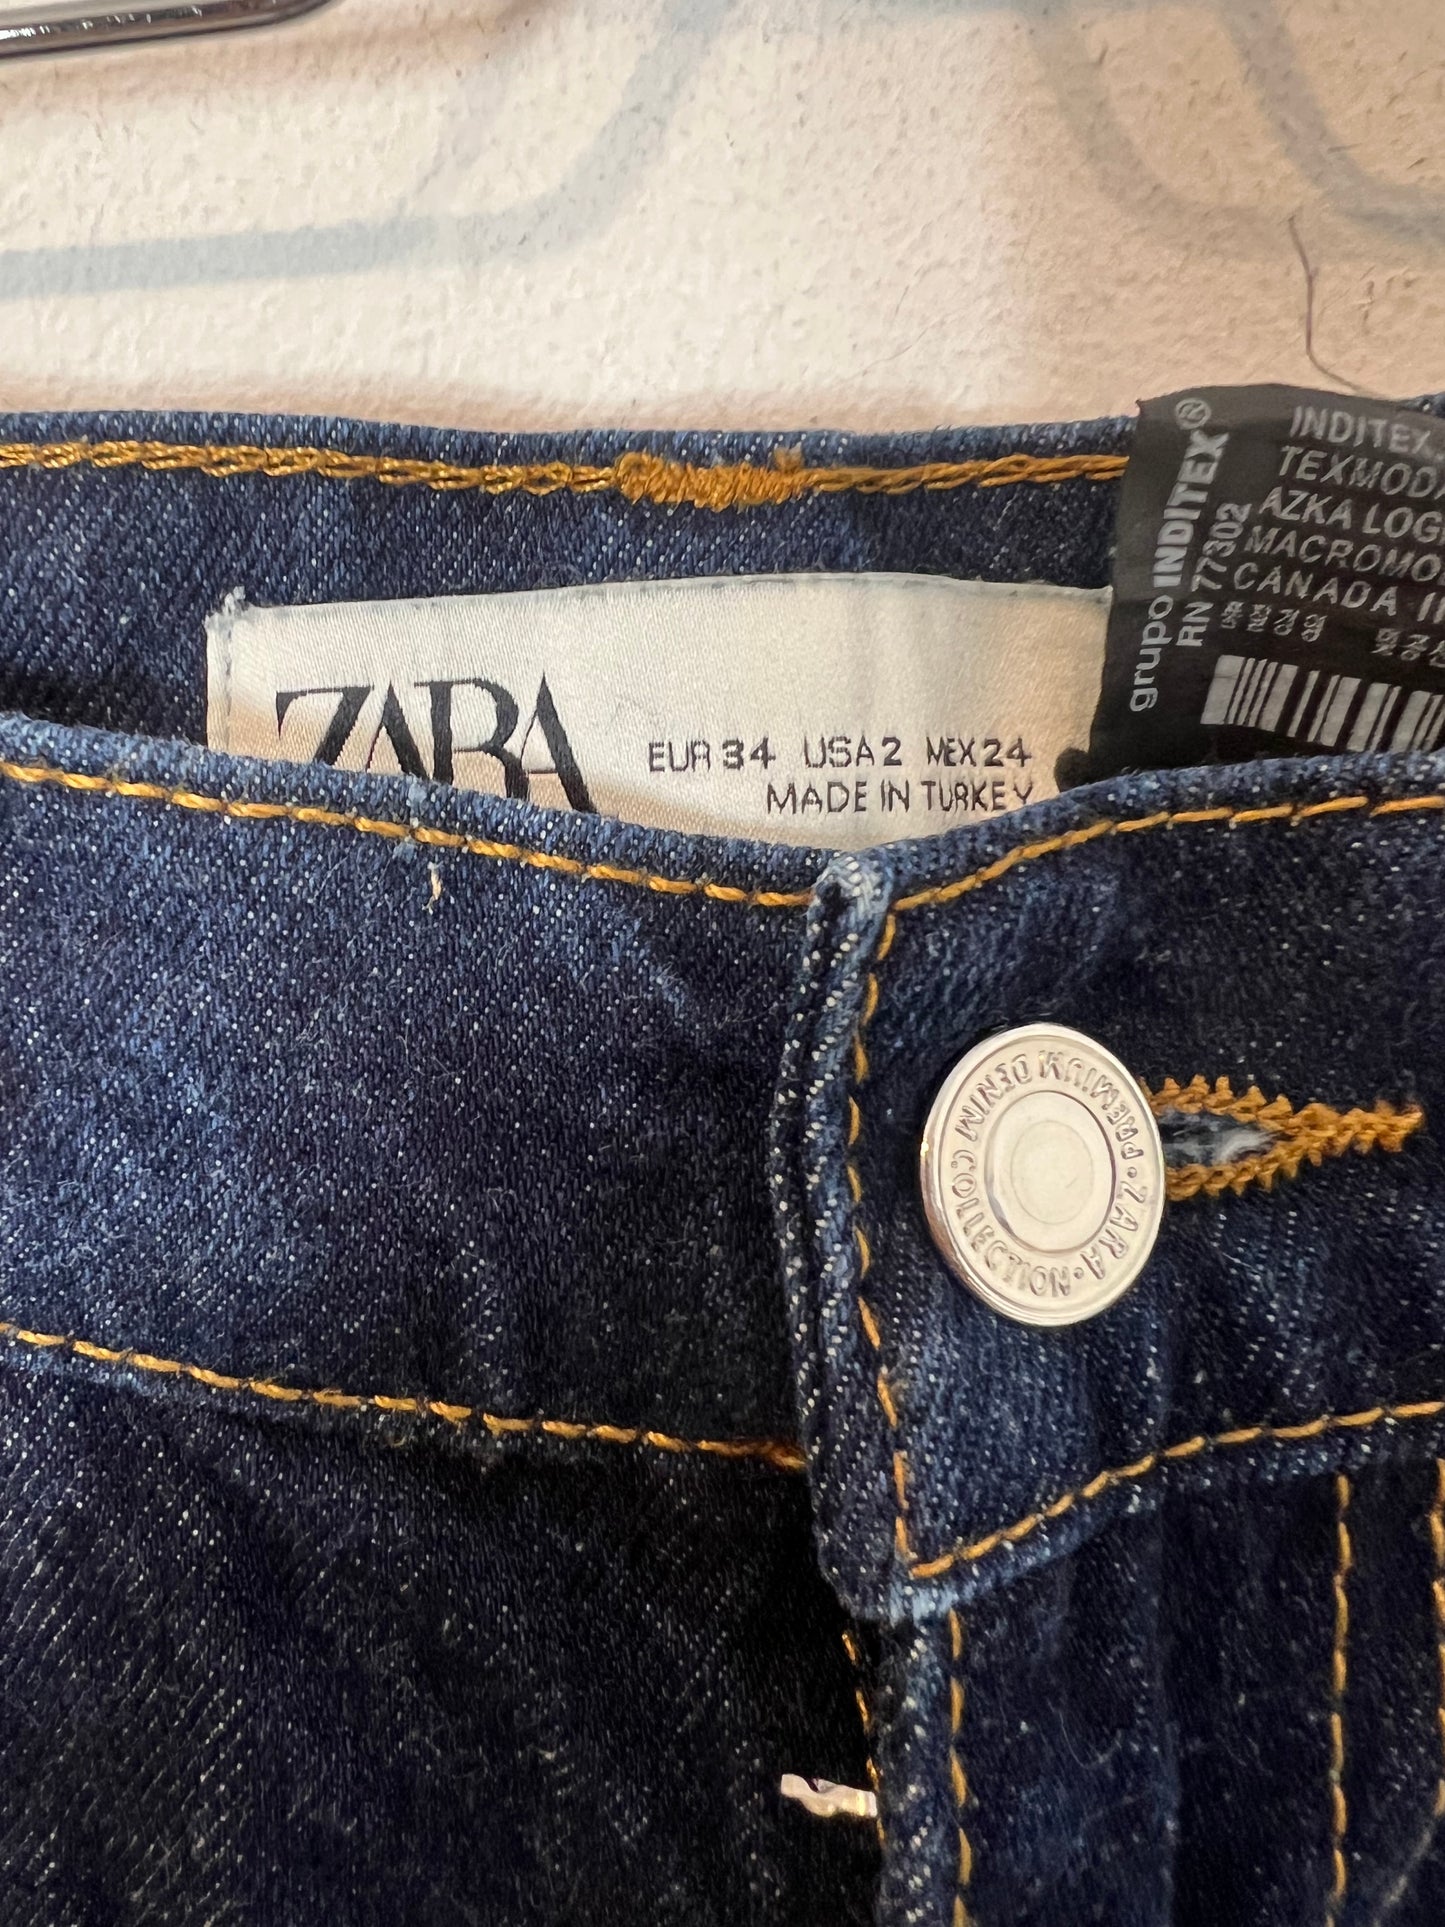 ZARA
EUR 34 USA 2 MEX 24
MADE IN TURKEY
grupo INDITEX®
RN 77302
INDITEX,
TEXMODA
AZKA LOG
MACROMO
CANADA
PREMIUM DENIM COLLECTION • ZARA •